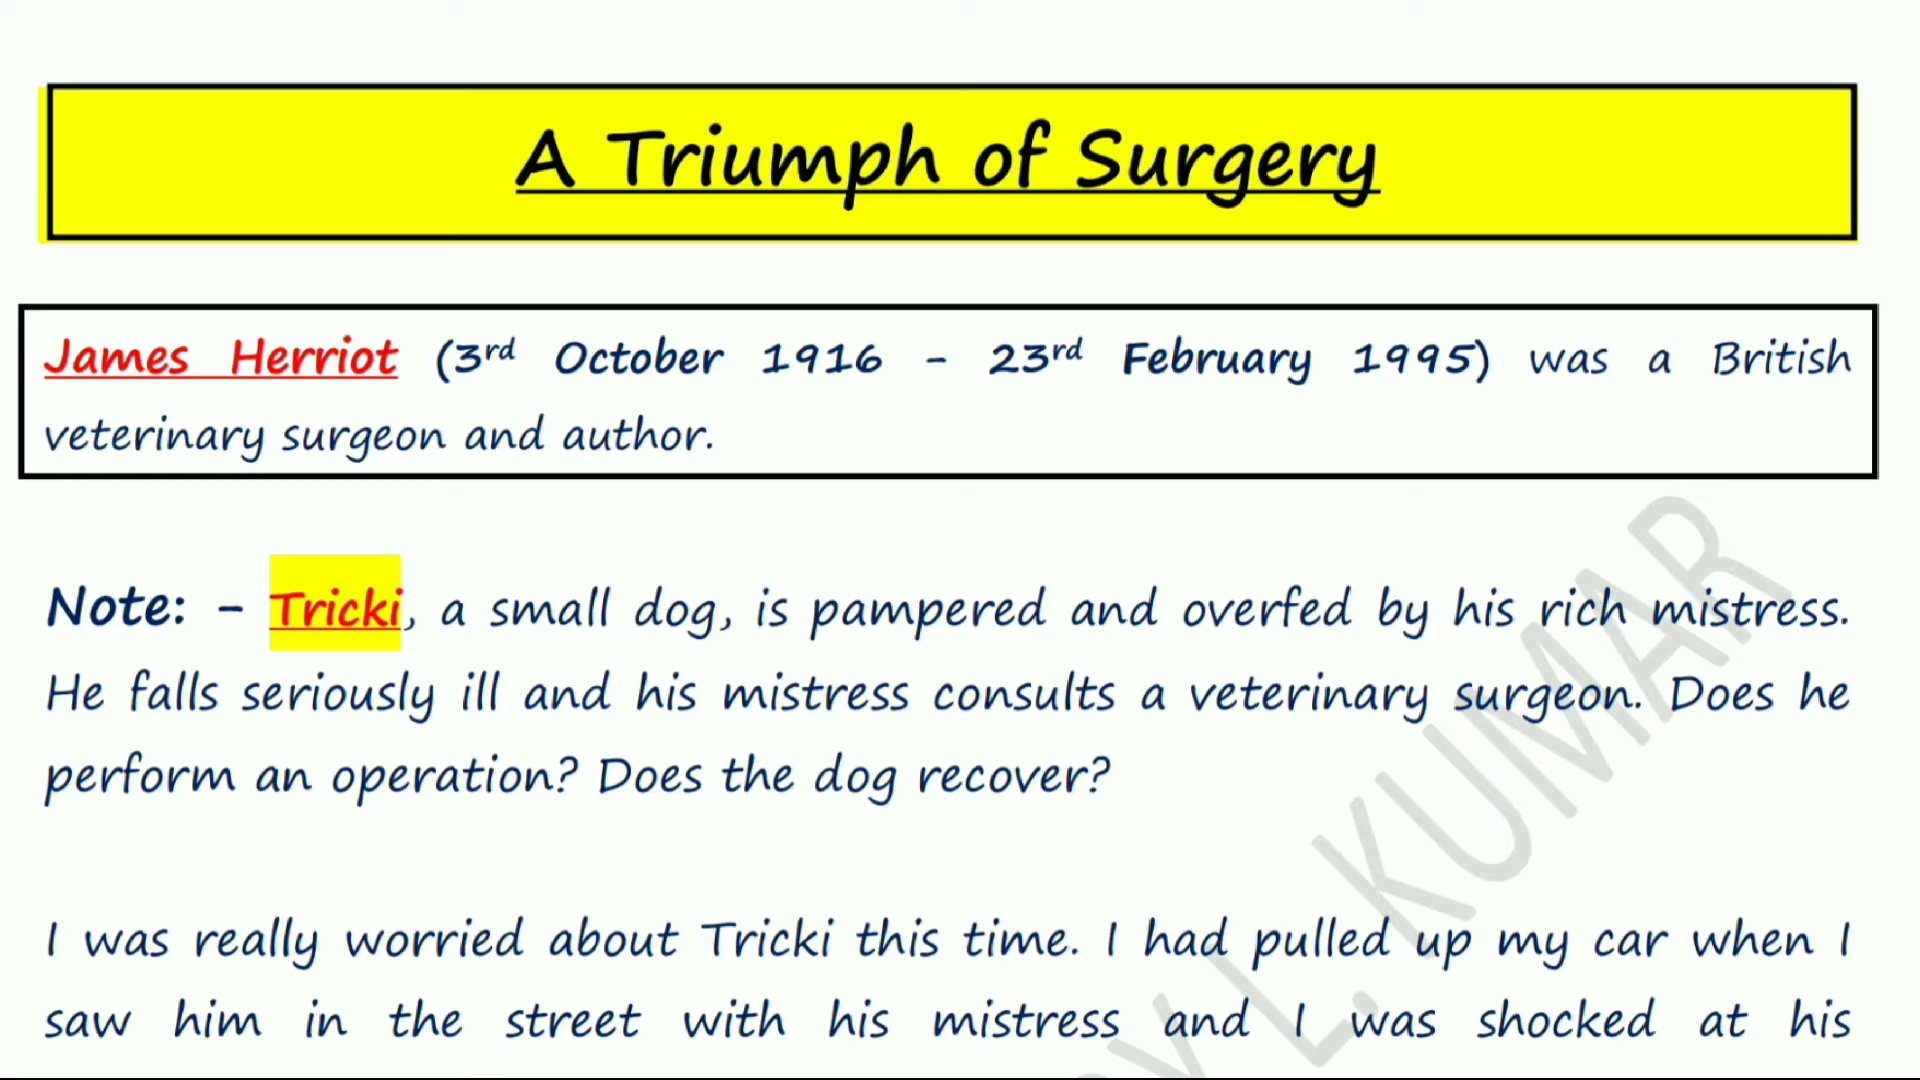 A Triumph of Surgery
James Herriot (3rd October 1916 – 23rd February 1995) was a British
veterinary surgeon and author.
Note: – Tricki, a small dog, is pampered and overfed by his rich mistress.
He falls seriously ill and his mistress consults a veterinary surgeon. Does he
perform an operation? Does the dog recover?
I was really worried about Tricki this time. I had pulled up my car when I
saw him in the street with his mistress and I was shocked at his
Y L. KUMAR